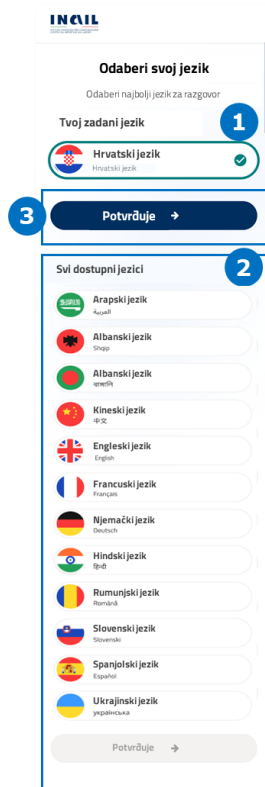 INAIL
Odaberi svoj jezik
Odaberi najbolji jezik za razgovor
Tvoj zadani jezik
1
Hrvatski jezik
Hrvatski jezik
3
Potvrđuje →
Svi dostupni jezici
2
Arapski jezik
العربية
Albanski jezik
Shqip
Albanski jezik
বাঙ্গালি
Kineski jezik
中文
Engleski jezik
English
Francuski jezik
Français
Njemački jezik
Deutsch
Hindski jezik
हिन्दी
Rumunjski jezik
Română
Slovenski jezik
Slovenski
Spanjolski jezik
Español
Ukrajinski jezik
українська
Potvrđuje →